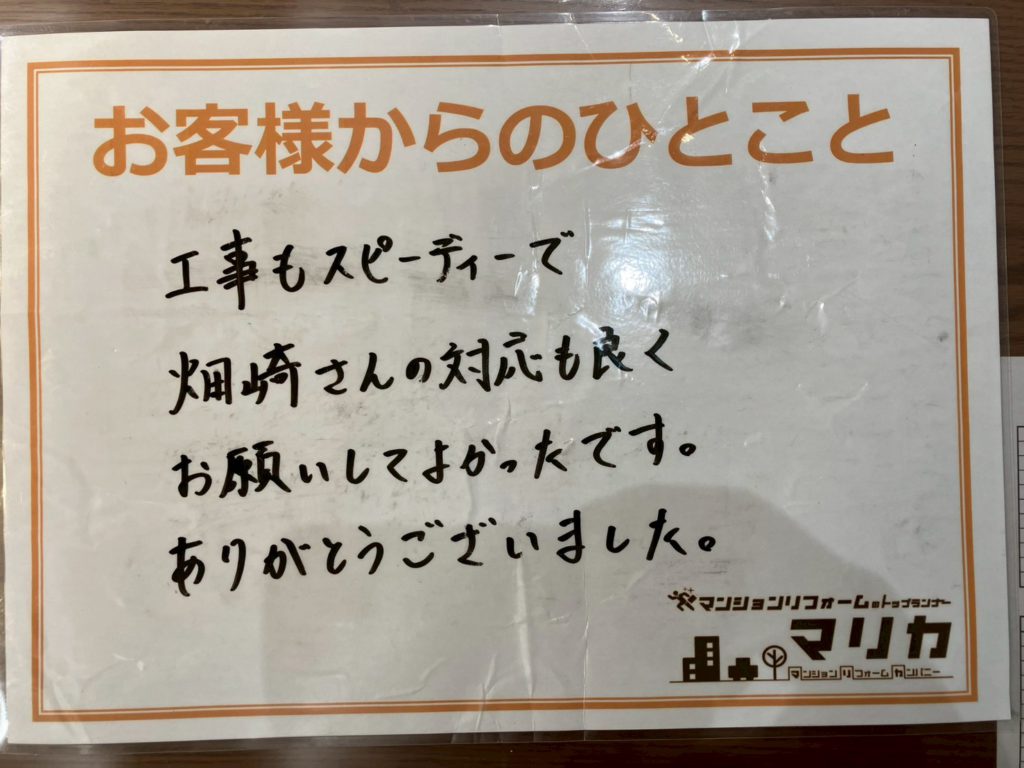 お客様からのひとこと
工事もスピーディーで
畑崎さんの対応も良く
お願いしてよかったです。
ありがとうございました。
マンションリフォームのトップランナー
マリカ
マンションリフォームカンパニー